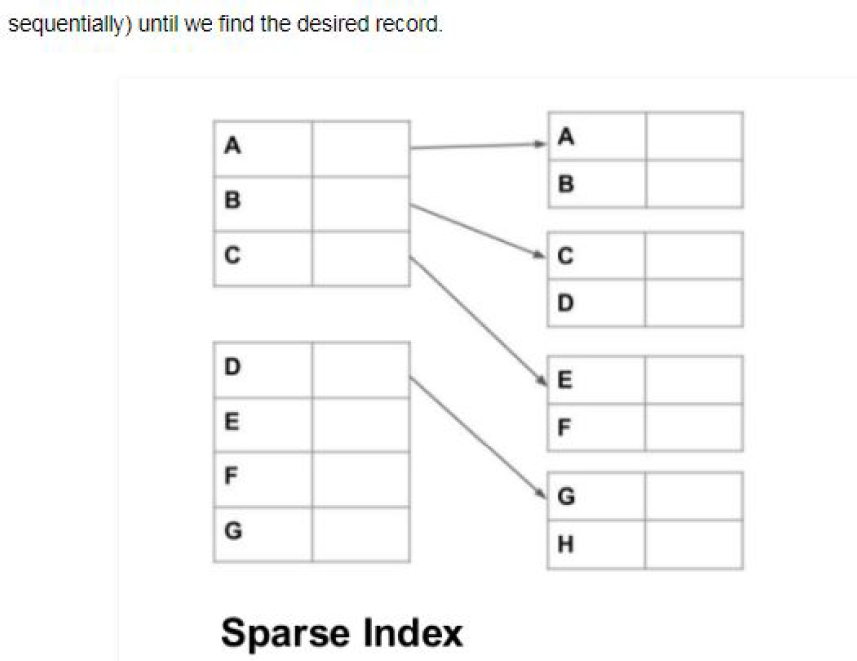 sequentially) until we find the desired record.
A
B
C
D
E
F
G
A
B
C
D
E
F
G
H
Sparse Index